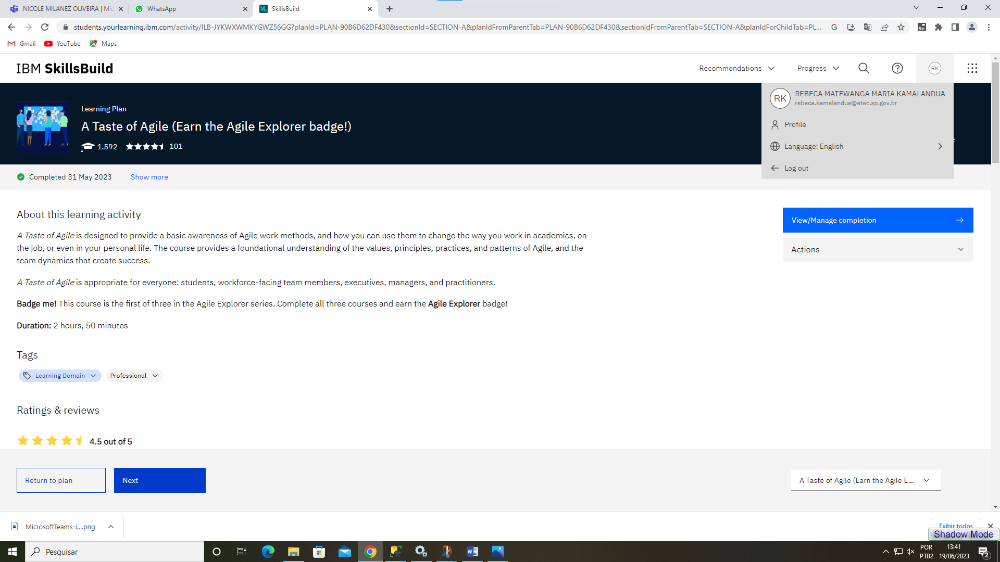 NICOLE MILANEZ OLIVEIRA | Mic
WhatsApp
SkillsBuild
students.yourlearning.ibm.com/activity/ILB-JYKWXWMKYGWZ56GG?planId=PLAN-90B6D62DF430&sectionId=SECTION-A&planIdFromParentTab=PLAN-90B6D62DF430&sectionIdFromParentTab=SECTION-A&planIdForChildTab=PL...
Gmail
YouTube
Maps
IBM SkillsBuild
Recommendations
Progress
RK
RK
REBECA MATEWANGA MARIA KAMALANDUA
rebeca.kamalandua@etec.sp.gov.br
Profile
Language: English
Log out
Learning Plan
A Taste of Agile (Earn the Agile Explorer badge!)
1.592
101
Completed 31 May 2023
Show more
About this learning activity
A Taste of Agile is designed to provide a basic awareness of Agile work methods, and how you can use them to change the way you work in academics, on
the job, or even in your personal life. The course provides a foundational understanding of the values, principles, practices, and patterns of Agile, and the
team dynamics that create success.
A Taste of Agile is appropriate for everyone: students, workforce-facing team members, executives, managers, and practitioners.
Badge me! This course is the first of three in the Agile Explorer series. Complete all three courses and earn the Agile Explorer badge!
Duration: 2 hours, 50 minutes
View/Manage completion
Actions
Tags
Learning Domain
Professional
Ratings & reviews
4.5 out of 5
Return to plan
Next
A Taste of Agile (Earn the Agile E...
MicrosoftTeams-i....png
Exibir todos
Shadow Mode
Pesquisar
POR
PTB2
13:41
19/06/2023
2